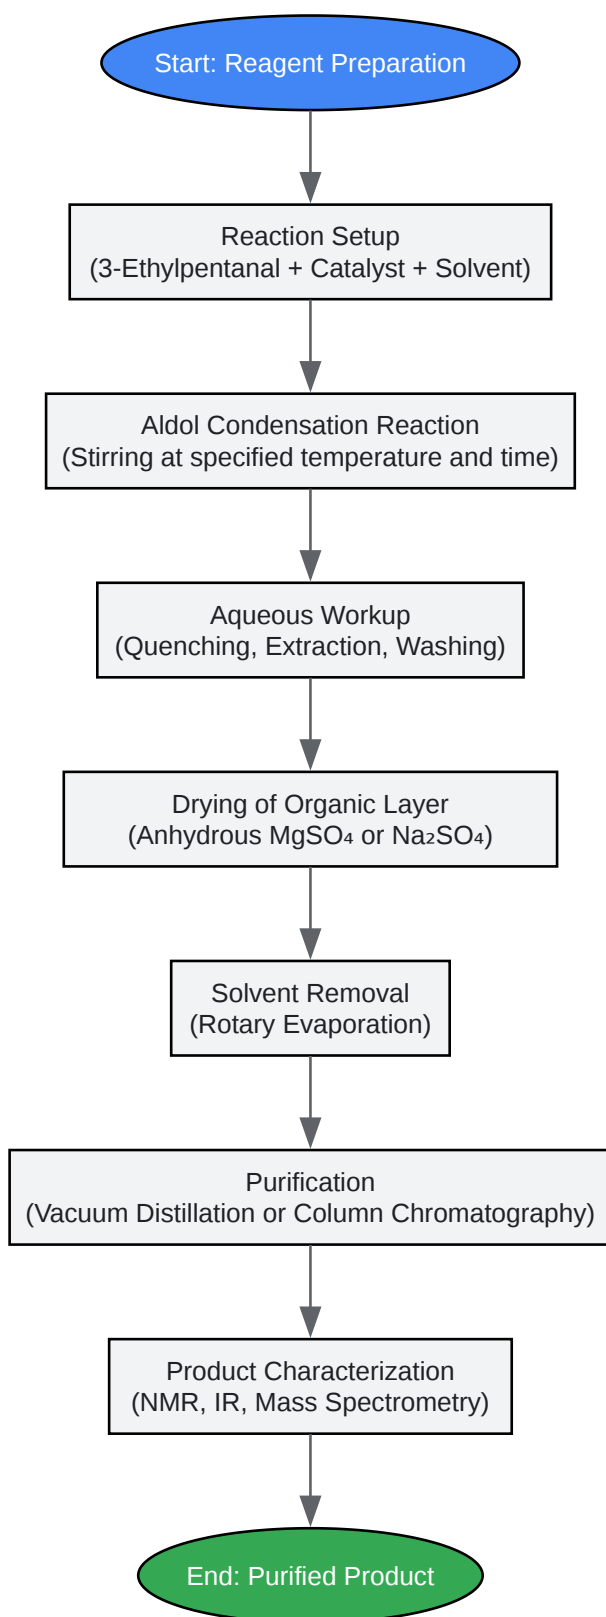 Start: Reagent Preparation
Reaction Setup
(3-Ethylpentanal + Catalyst + Solvent)
Aldol Condensation Reaction
(Stirring at specified temperature and time)
Aqueous Workup
(Quenching, Extraction, Washing)
Drying of Organic Layer
(Anhydrous MgSO₄ or Na₂SO₄)
Solvent Removal
(Rotary Evaporation)
Purification
(Vacuum Distillation or Column Chromatography)
Product Characterization
(NMR, IR, Mass Spectrometry)
End: Purified Product